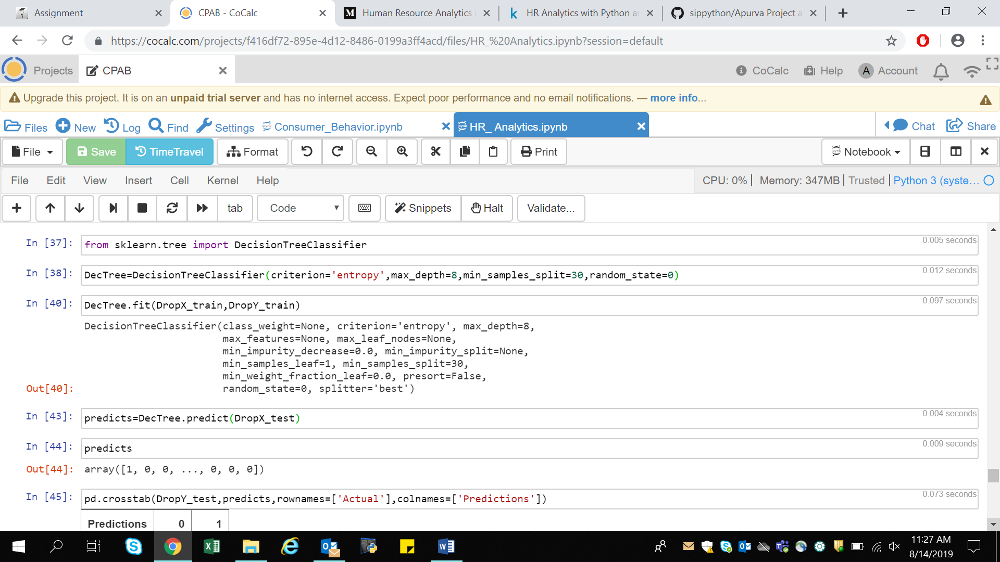 Assignment
CPAB - CoCalc
Human Resource Analytics
HR Analytics with Python ar
sippython/Apurva Project a
https://cocalc.com/projects/f416df72-895e-4d12-8486-0199a3ff4acd/files/HR_%20Analytics.ipynb?session=default
Projects
CPAB
CoCalc
Help
A Account
Upgrade this project. It is on an unpaid trial server and has no internet access. Expect poor performance and no email notifications. — more info...
Files
New
Log
Find
Settings
Consumer_Behavior.ipynb
HR_ Analytics.ipynb
Chat
Share
File
Save
TimeTravel
Format
Print
Notebook
File Edit View Insert Cell Kernel Help
CPU: 0% | Memory: 347MB | Trusted | Python 3 (syste...
tab
Code
Snippets
Halt
Validate...
In [37]: from sklearn.tree import DecisionTreeClassifier
0.005 seconds
In [38]: DecTree=DecisionTreeClassifier(criterion='entropy',max_depth=8,min_samples_split=30,random_state=0)
0.012 seconds
In [40]: DecTree.fit(DropX_train,DropY_train)
0.097 seconds
DecisionTreeClassifier(class_weight=None, criterion='entropy', max_depth=8,
max_features=None, max_leaf_nodes=None,
min_impurity_decrease=0.0, min_impurity_split=None,
min_samples_leaf=1, min_samples_split=30,
min_weight_fraction_leaf=0.0, presort=False,
Out[40]: random_state=0, splitter='best')
In [43]: predicts=DecTree.predict(DropX_test)
0.004 seconds
In [44]: predicts
0.009 seconds
Out[44]: array([1, 0, 0, ..., 0, 0, 0])
In [45]: pd.crosstab(DropY_test,predicts,rownames=['Actual'],colnames=['Predictions'])
0.073 seconds
Predictions 0 1
11:27 AM
8/14/2019